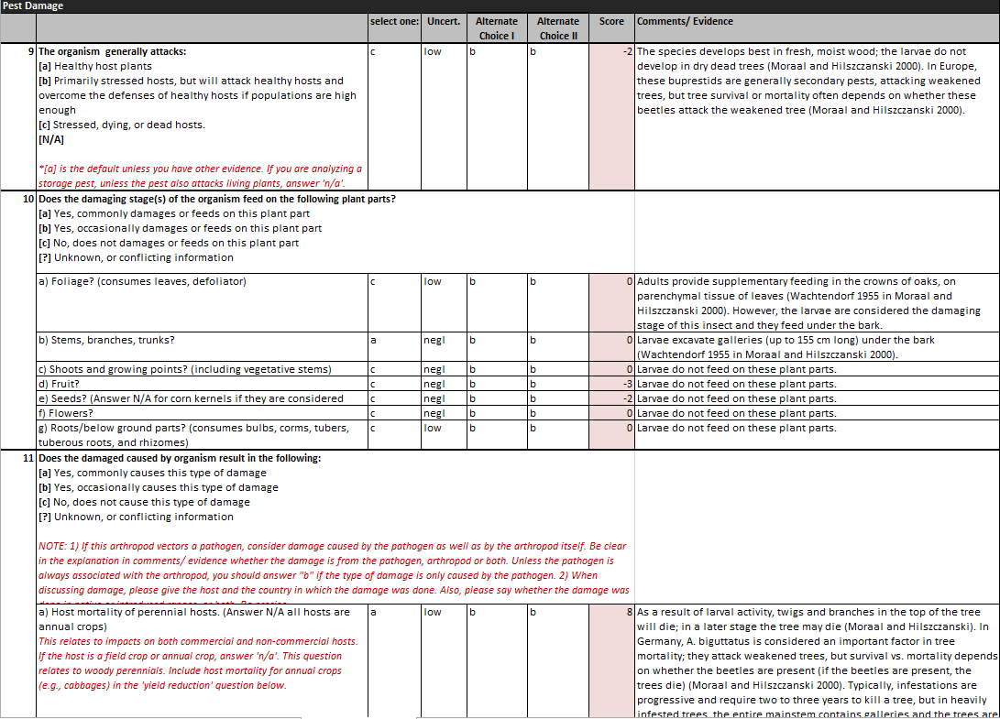 Pest Damage
select one: Uncert. Alternate Choice I Alternate Choice II Score Comments/ Evidence
9 The organism generally attacks: c low b b -2
[a] Healthy host plants
[b] Primarily stressed hosts, but will attack healthy hosts and
overcome the defenses of healthy hosts if populations are high
enough
[c] Stressed, dying, or dead hosts.
[N/A]
*[a] is the default unless you have other evidence. If you are analyzing a
storage pest, unless the pest also attacks living plants, answer 'n/a'.
The species develops best in fresh, moist wood; the larvae do not
develop in dry dead trees (Moraal and Hilszczanski 2000). In Europe,
these buprestids are generally secondary pests, attacking weakened
trees, but tree survival or mortality often depends on whether these
beetles attack the weakened tree (Moraal and Hilszczanski 2000).
10 Does the damaging stage(s) of the organism feed on the following plant parts?
[a] Yes, commonly damages or feeds on this plant part
[b] Yes, occasionally damages or feeds on this plant part
[c] No, does not damages or feeds on this plant part
[?] Unknown, or conflicting information
a) Foliage? (consumes leaves, defoliator) c low b b 0
Adults provide supplementary feeding in the crowns of oaks, on
parenchymal tissue of leaves (Wachtendorf 1955 in Moraal and
Hilszczanski 2000). However, the larvae are considered the damaging
stage of this insect and they feed under the bark.
b) Stems, branches, trunks? a negl b b 0
Larvae excavate galleries (up to 155 cm long) under the bark
(Wachtendorf 1955 in Moraal and Hilszczanski 2000).
c) Shoots and growing points? (including vegetative stems) c negl b b 0 Larvae do not feed on these plant parts.
d) Fruit? c negl b b -3 Larvae do not feed on these plant parts.
e) Seeds? (Answer N/A for corn kernels if they are considered c negl b b -2 Larvae do not feed on these plant parts.
f) Flowers? c negl b b 0 Larvae do not feed on these plant parts.
g) Roots/below ground parts? (consumes bulbs, corms, tubers, c low b b 0 Larvae do not feed on these plant parts.
tuberous roots, and rhizomes)
11 Does the damaged caused by organism result in the following:
[a] Yes, commonly causes this type of damage
[b] Yes, occasionally causes this type of damage
[c] No, does not cause this type of damage
[?] Unknown, or conflicting information
NOTE: 1) If this arthropod vectors a pathogen, consider damage caused by the pathogen as well as by the arthropod itself. Be clear
in the explanation in comments/ evidence whether the damage is from the pathogen, arthropod or both. Unless the pathogen is
always associated with the arthropod, you should answer "b" if the type of damage is only caused by the pathogen. 2) When
discussing damage, please give the host and the country in which the damage was done. Also, please say whether the damage was
a) Host mortality of perennial hosts. (Answer N/A all hosts are a low b b 8
annual crops)
This relates to impacts on both commercial and non-commercial hosts.
If the host is a field crop or annual crop, answer 'n/a'. This question
relates to woody perennials. Include host mortality for annual crops
(e.g., cabbages) in the 'yield reduction' question below.
As a result of larval activity, twigs and branches in the top of the tree
will die; in a later stage the tree may die (Moraal and Hilszczanski). In
Germany, A. biguttatus is considered an important factor in tree
mortality; they attack weakened trees, but survival vs. mortality depends
on whether the beetles are present (if the beetles are present, the
trees die) (Moraal and Hilszczanski 2000). Typically, infestations are
progressive and require two to three years to kill a tree, but in heavily
infested trees, the entire mainstem contains galleries and the trees are